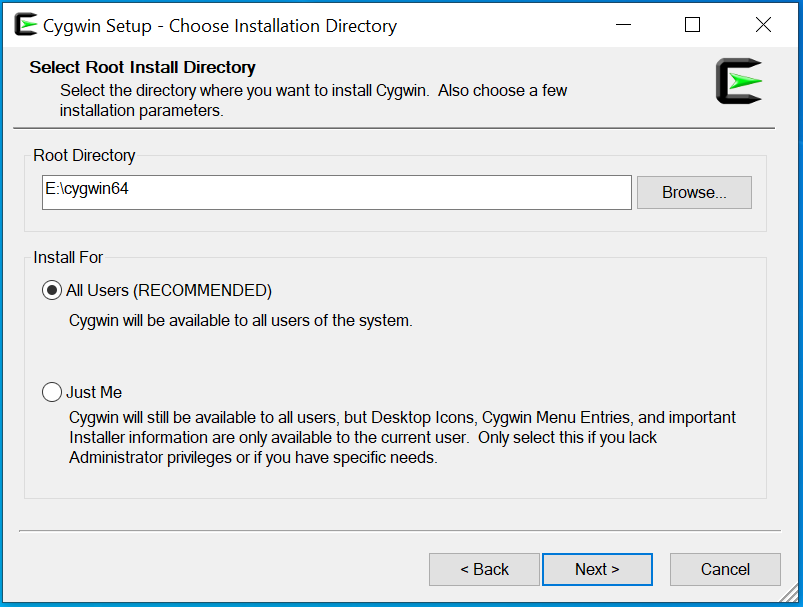 Cygwin Setup - Choose Installation Directory
Select Root Install Directory
Select the directory where you want to install Cygwin.  Also choose a few
installation parameters.
Root Directory
E:\cygwin64
Browse...
Install For
All Users (RECOMMENDED)
Cygwin will be available to all users of the system.
Just Me
Cygwin will still be available to all users, but Desktop Icons, Cygwin Menu Entries, and important
Installer information are only available to the current user.  Only select this if you lack
Administrator privileges or if you have specific needs.
< Back
Next >
Cancel